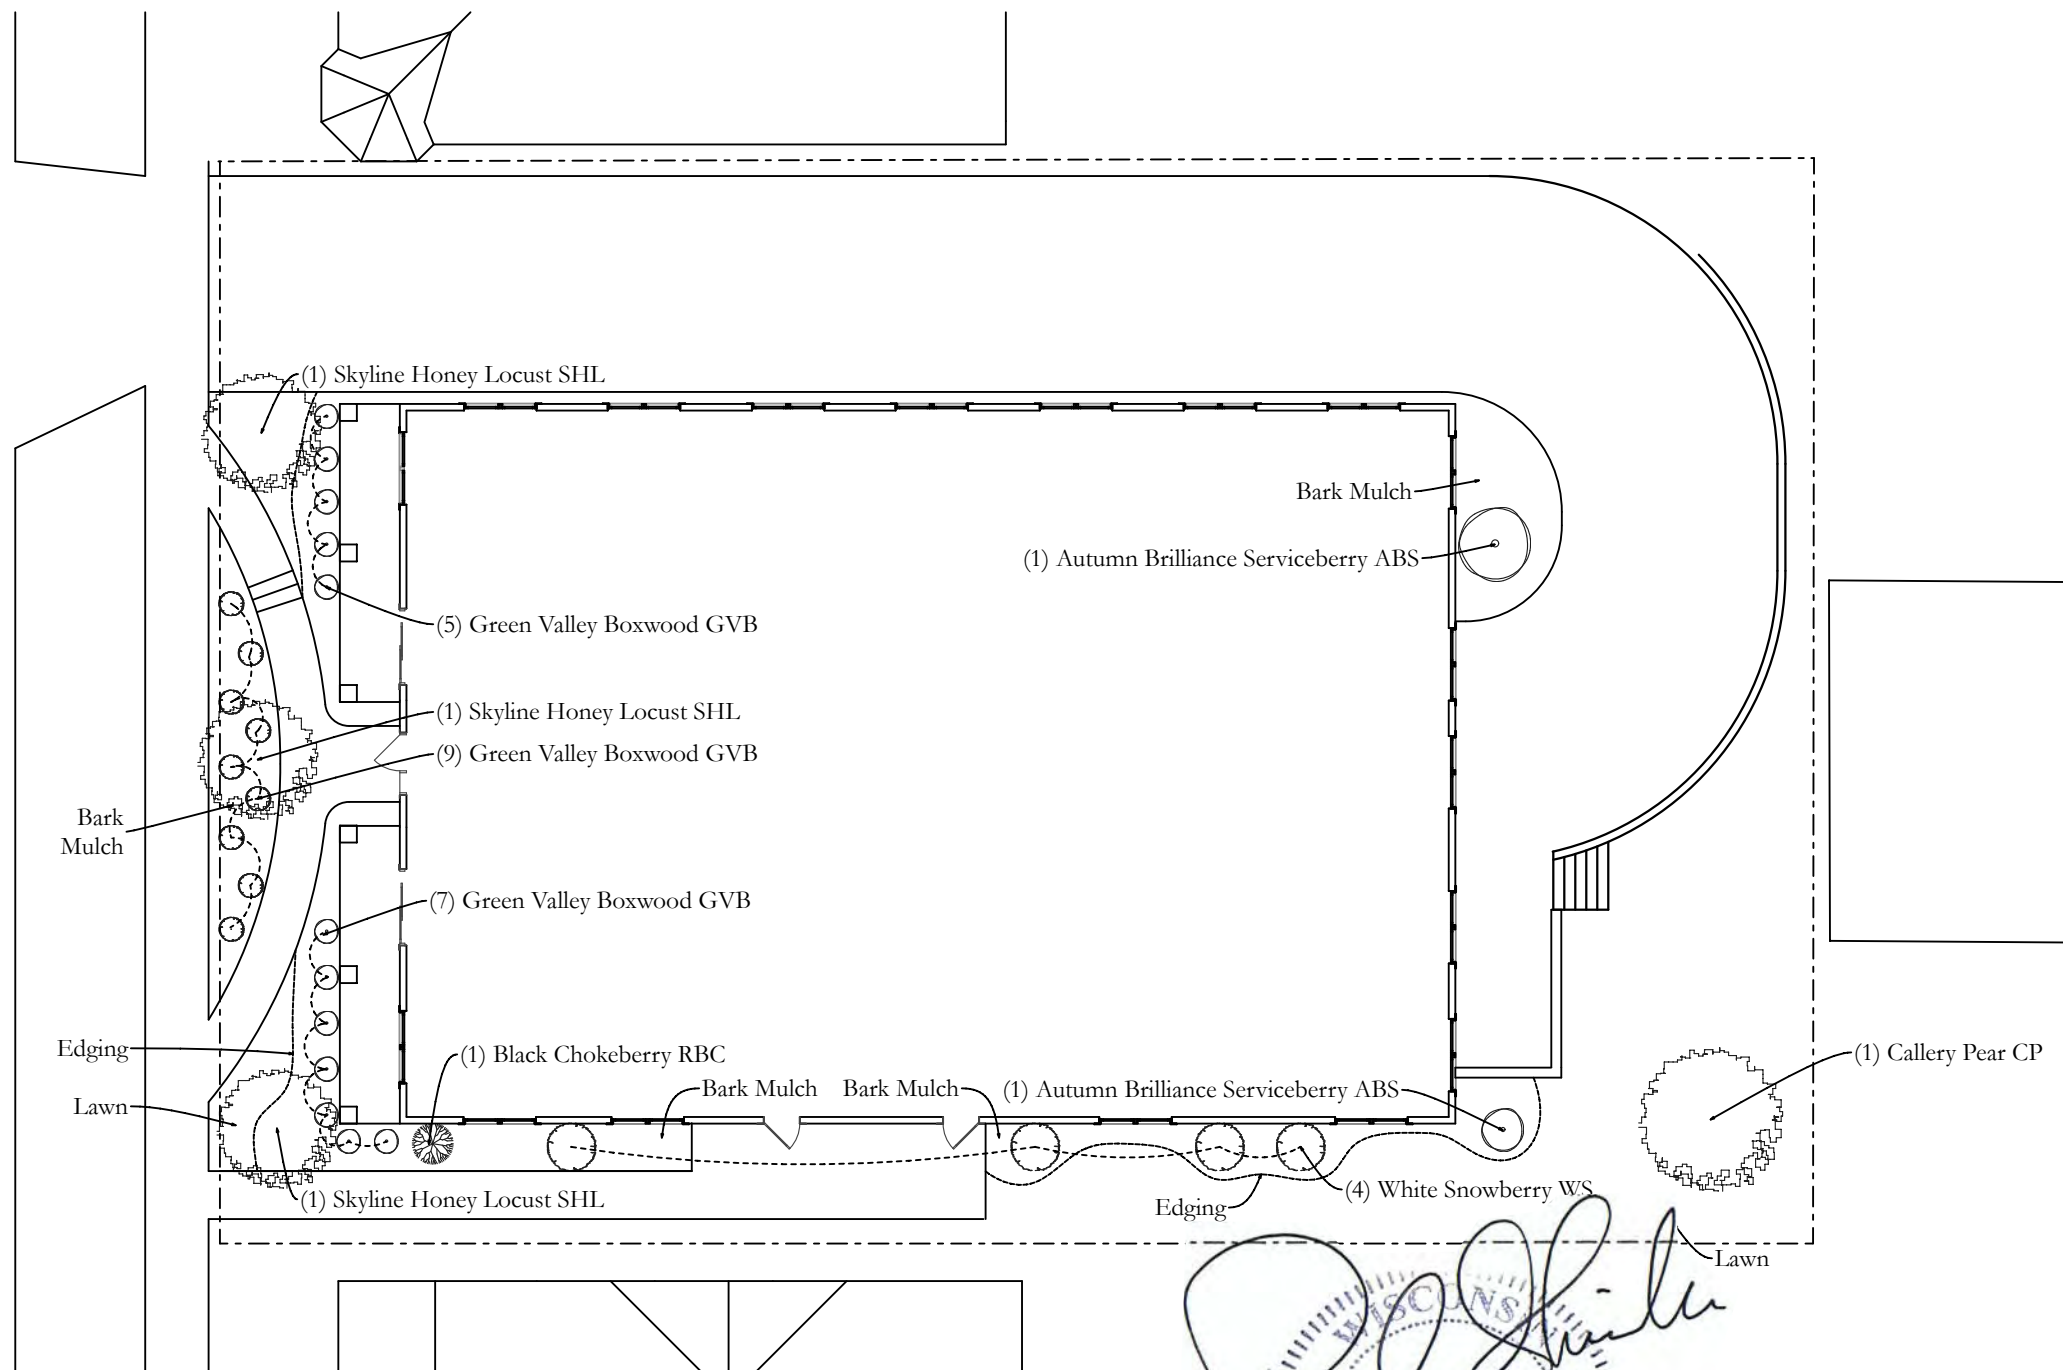 (1) Skyline Honey Locust SHL
Bark Mulch
(1) Autumn Brilliance Serviceberry ABS
(5) Green Valley Boxwood GVB
(1) Skyline Honey Locust SHL
(9) Green Valley Boxwood GVB
Bark
Mulch
(7) Green Valley Boxwood GVB
Edging
(1) Black Chokeberry RBC
(1) Callery Pear CP
Bark Mulch
Bark Mulch
(1) Autumn Brilliance Serviceberry ABS
Lawn
(1) Skyline Honey Locust SHL
(4) White Snowberry WS
Edging
Lawn